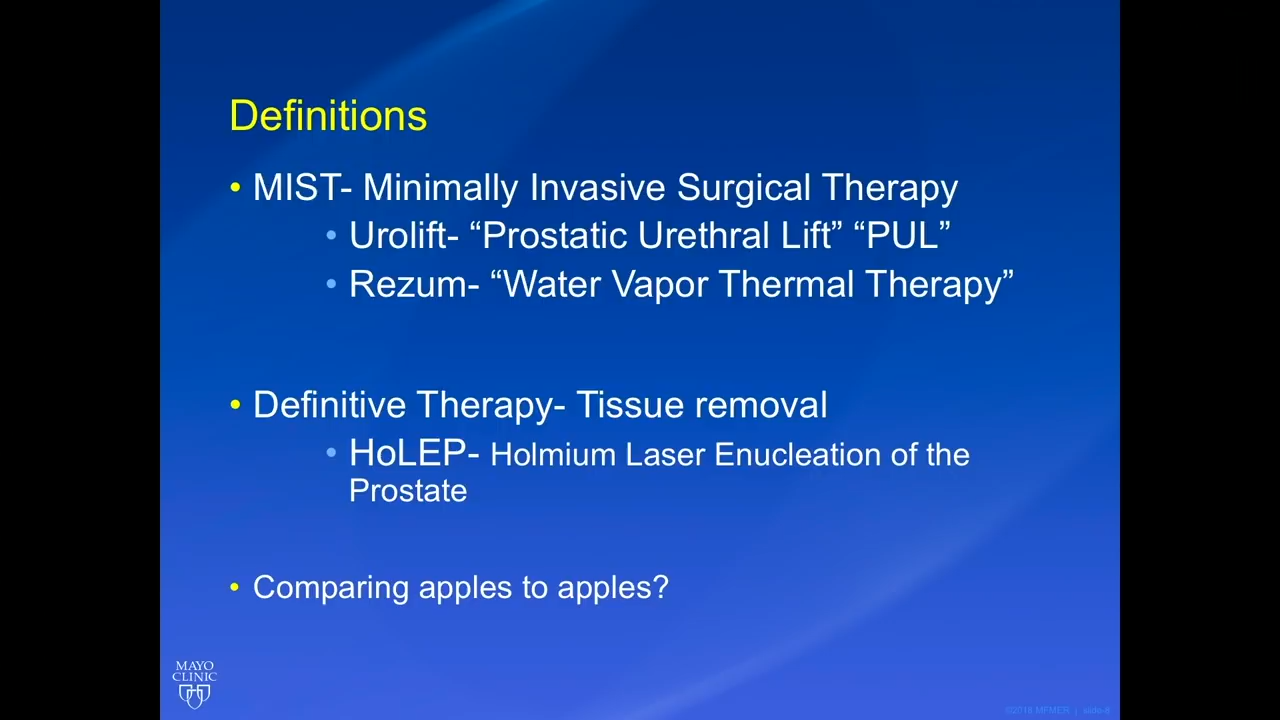 Definitions
• MIST- Minimally Invasive Surgical Therapy
• Urolift- “Prostatic Urethral Lift” “PUL”
• Rezum- “Water Vapor Thermal Therapy”
• Definitive Therapy- Tissue removal
• HoLEP- Holmium Laser Enucleation of the
Prostate
• Comparing apples to apples?
MAYO
CLINIC